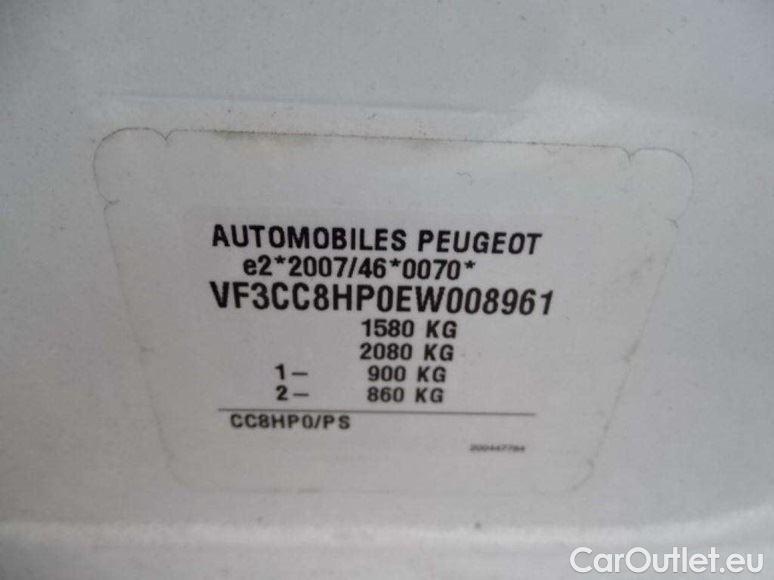 AUTOMOBILES PEUGEOT
e2*2007/46*0070*
VF3CC8HP0EW008961
1580 KG
2080 KG
1– 900 KG
2– 860 KG
CC8HP0/PS
CarOutlet.eu